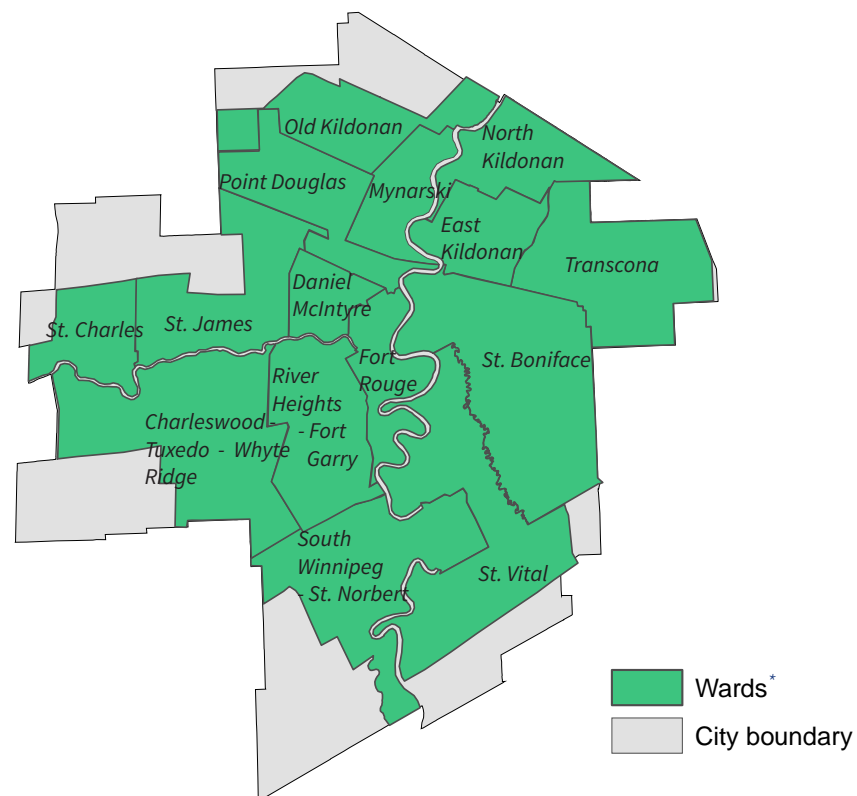 Old Kildonan
North
Kildonan
Point Douglas
Mynarski
East
Kildonan
Transcona
Daniel
McIntyre
St. Charles
St. James
St. Boniface
Fort
Rouge
River
Heights
- Fort
Garry
Charleswood -
Tuxedo - Whyte
Ridge
South
Winnipeg
- St. Norbert
St. Vital
Wards*
City boundary